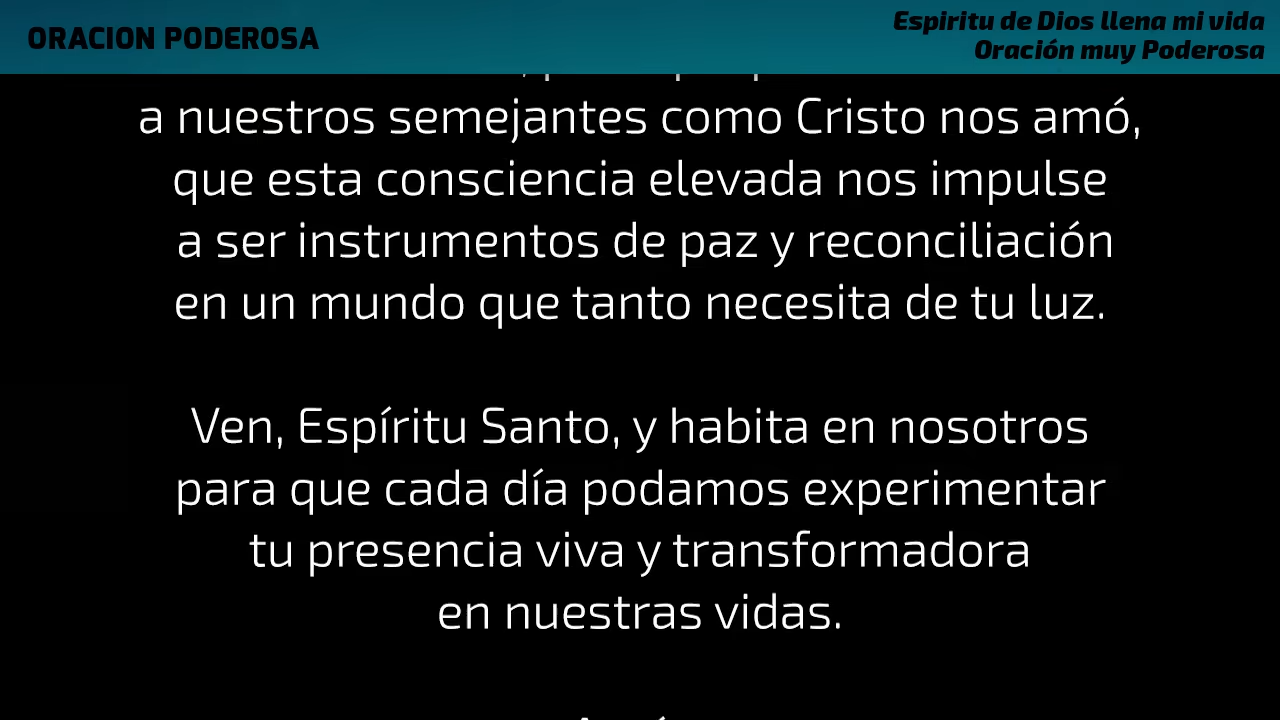 ORACION PODEROSA
Espiritu de Dios llena mi vida
Oración muy Poderosa
a nuestros semejantes como Cristo nos amó,
que esta consciencia elevada nos impulse
a ser instrumentos de paz y reconciliación
en un mundo que tanto necesita de tu luz.
Ven, Espíritu Santo, y habita en nosotros
para que cada día podamos experimentar
tu presencia viva y transformadora
en nuestras vidas.